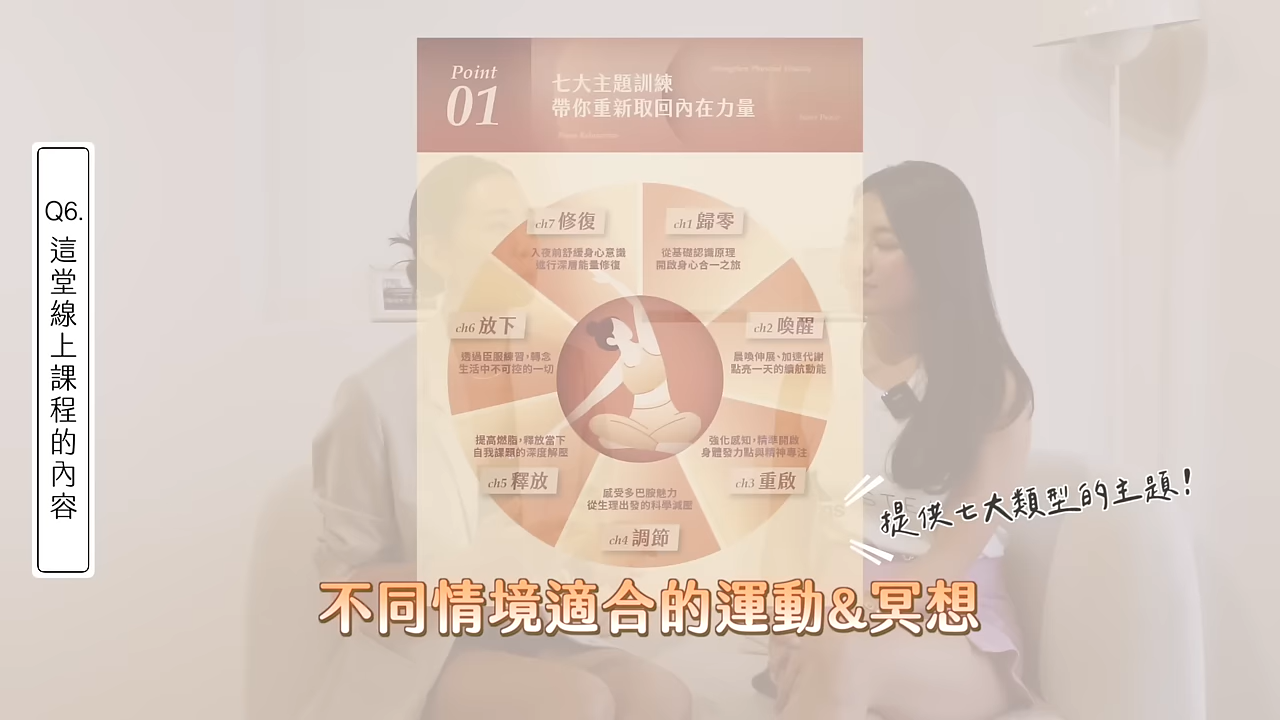 Q6.這堂線上課程的內容
Point
01
七大主題訓練
帶你重新取回內在力量
ch7 修復
入夜前舒緩身心意識
進行深層能量修復
ch1 歸零
從基礎認識原理
開啟身心合一之旅
ch6 放下
透過臣服練習,轉念
生活中不可控的一切
ch2 喚醒
晨喚伸展、加速代謝
點亮一天的續航動能
提高燃脂,釋放當下
自我課題的深度解壓
ch5 釋放
強化感知,精準開啟
身體發力點與精神專注
ch3 重啟
感受多巴胺魅力
從生理出發的科學減壓
ch4 調節
提供七大類型的主題!
不同情境適合的運動&冥想